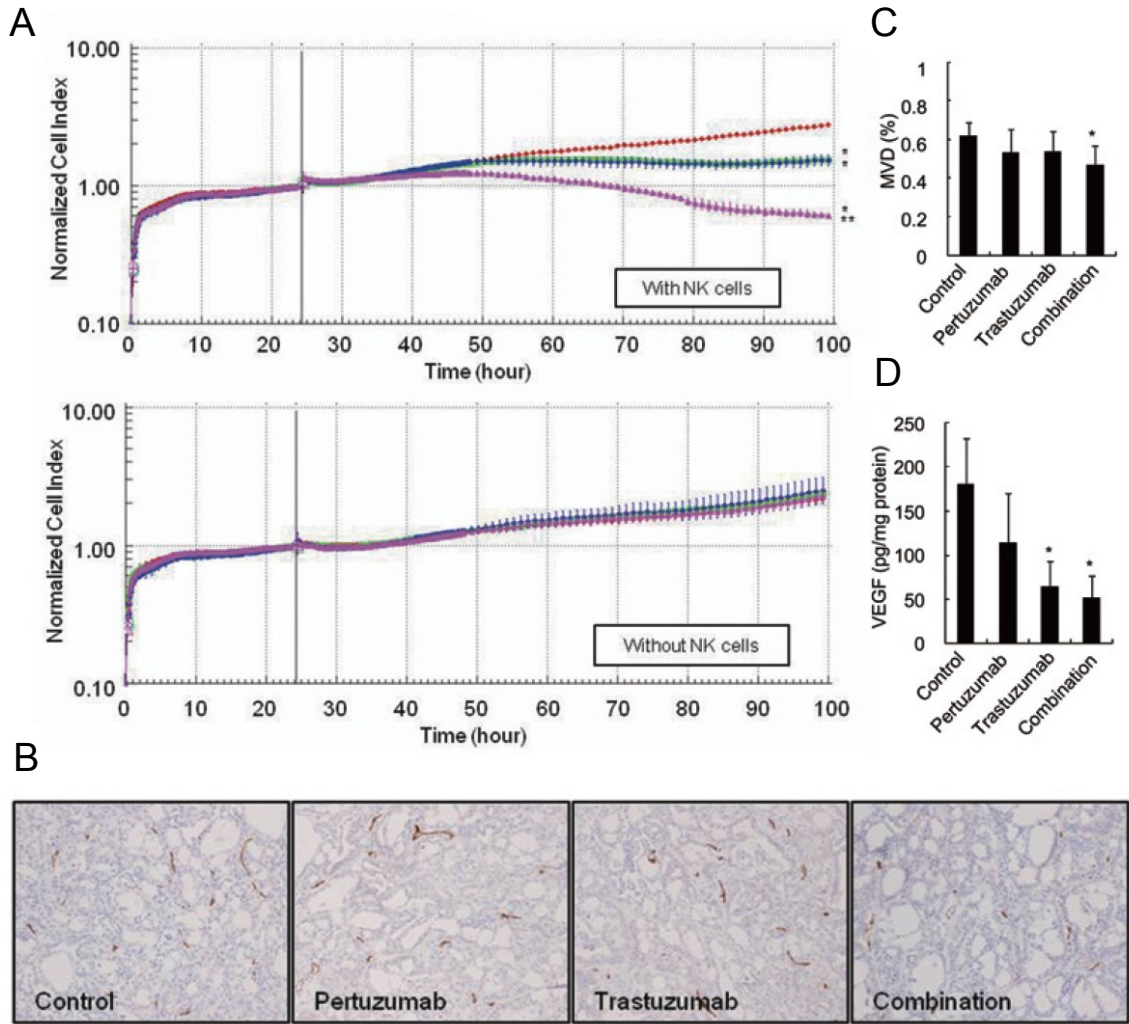 A
10.00
1.00
0.10
Normalized Cell Index
*
*
*
**
With NK cells
0 10 20 30 40 50 60 70 80 90 100
Time (hour)
10.00
1.00
0.10
Normalized Cell Index
Without NK cells
0 10 20 30 40 50 60 70 80 90 100
Time (hour)
B
Control
Pertuzumab
Trastuzumab
Combination
C
1
0.8
0.6
0.4
0.2
0
MVD (%)
*
Control
Pertuzumab
Trastuzumab
Combination
D
250
200
150
100
50
0
VEGF (pg/mg protein)
*
*
Control
Pertuzumab
Trastuzumab
Combination